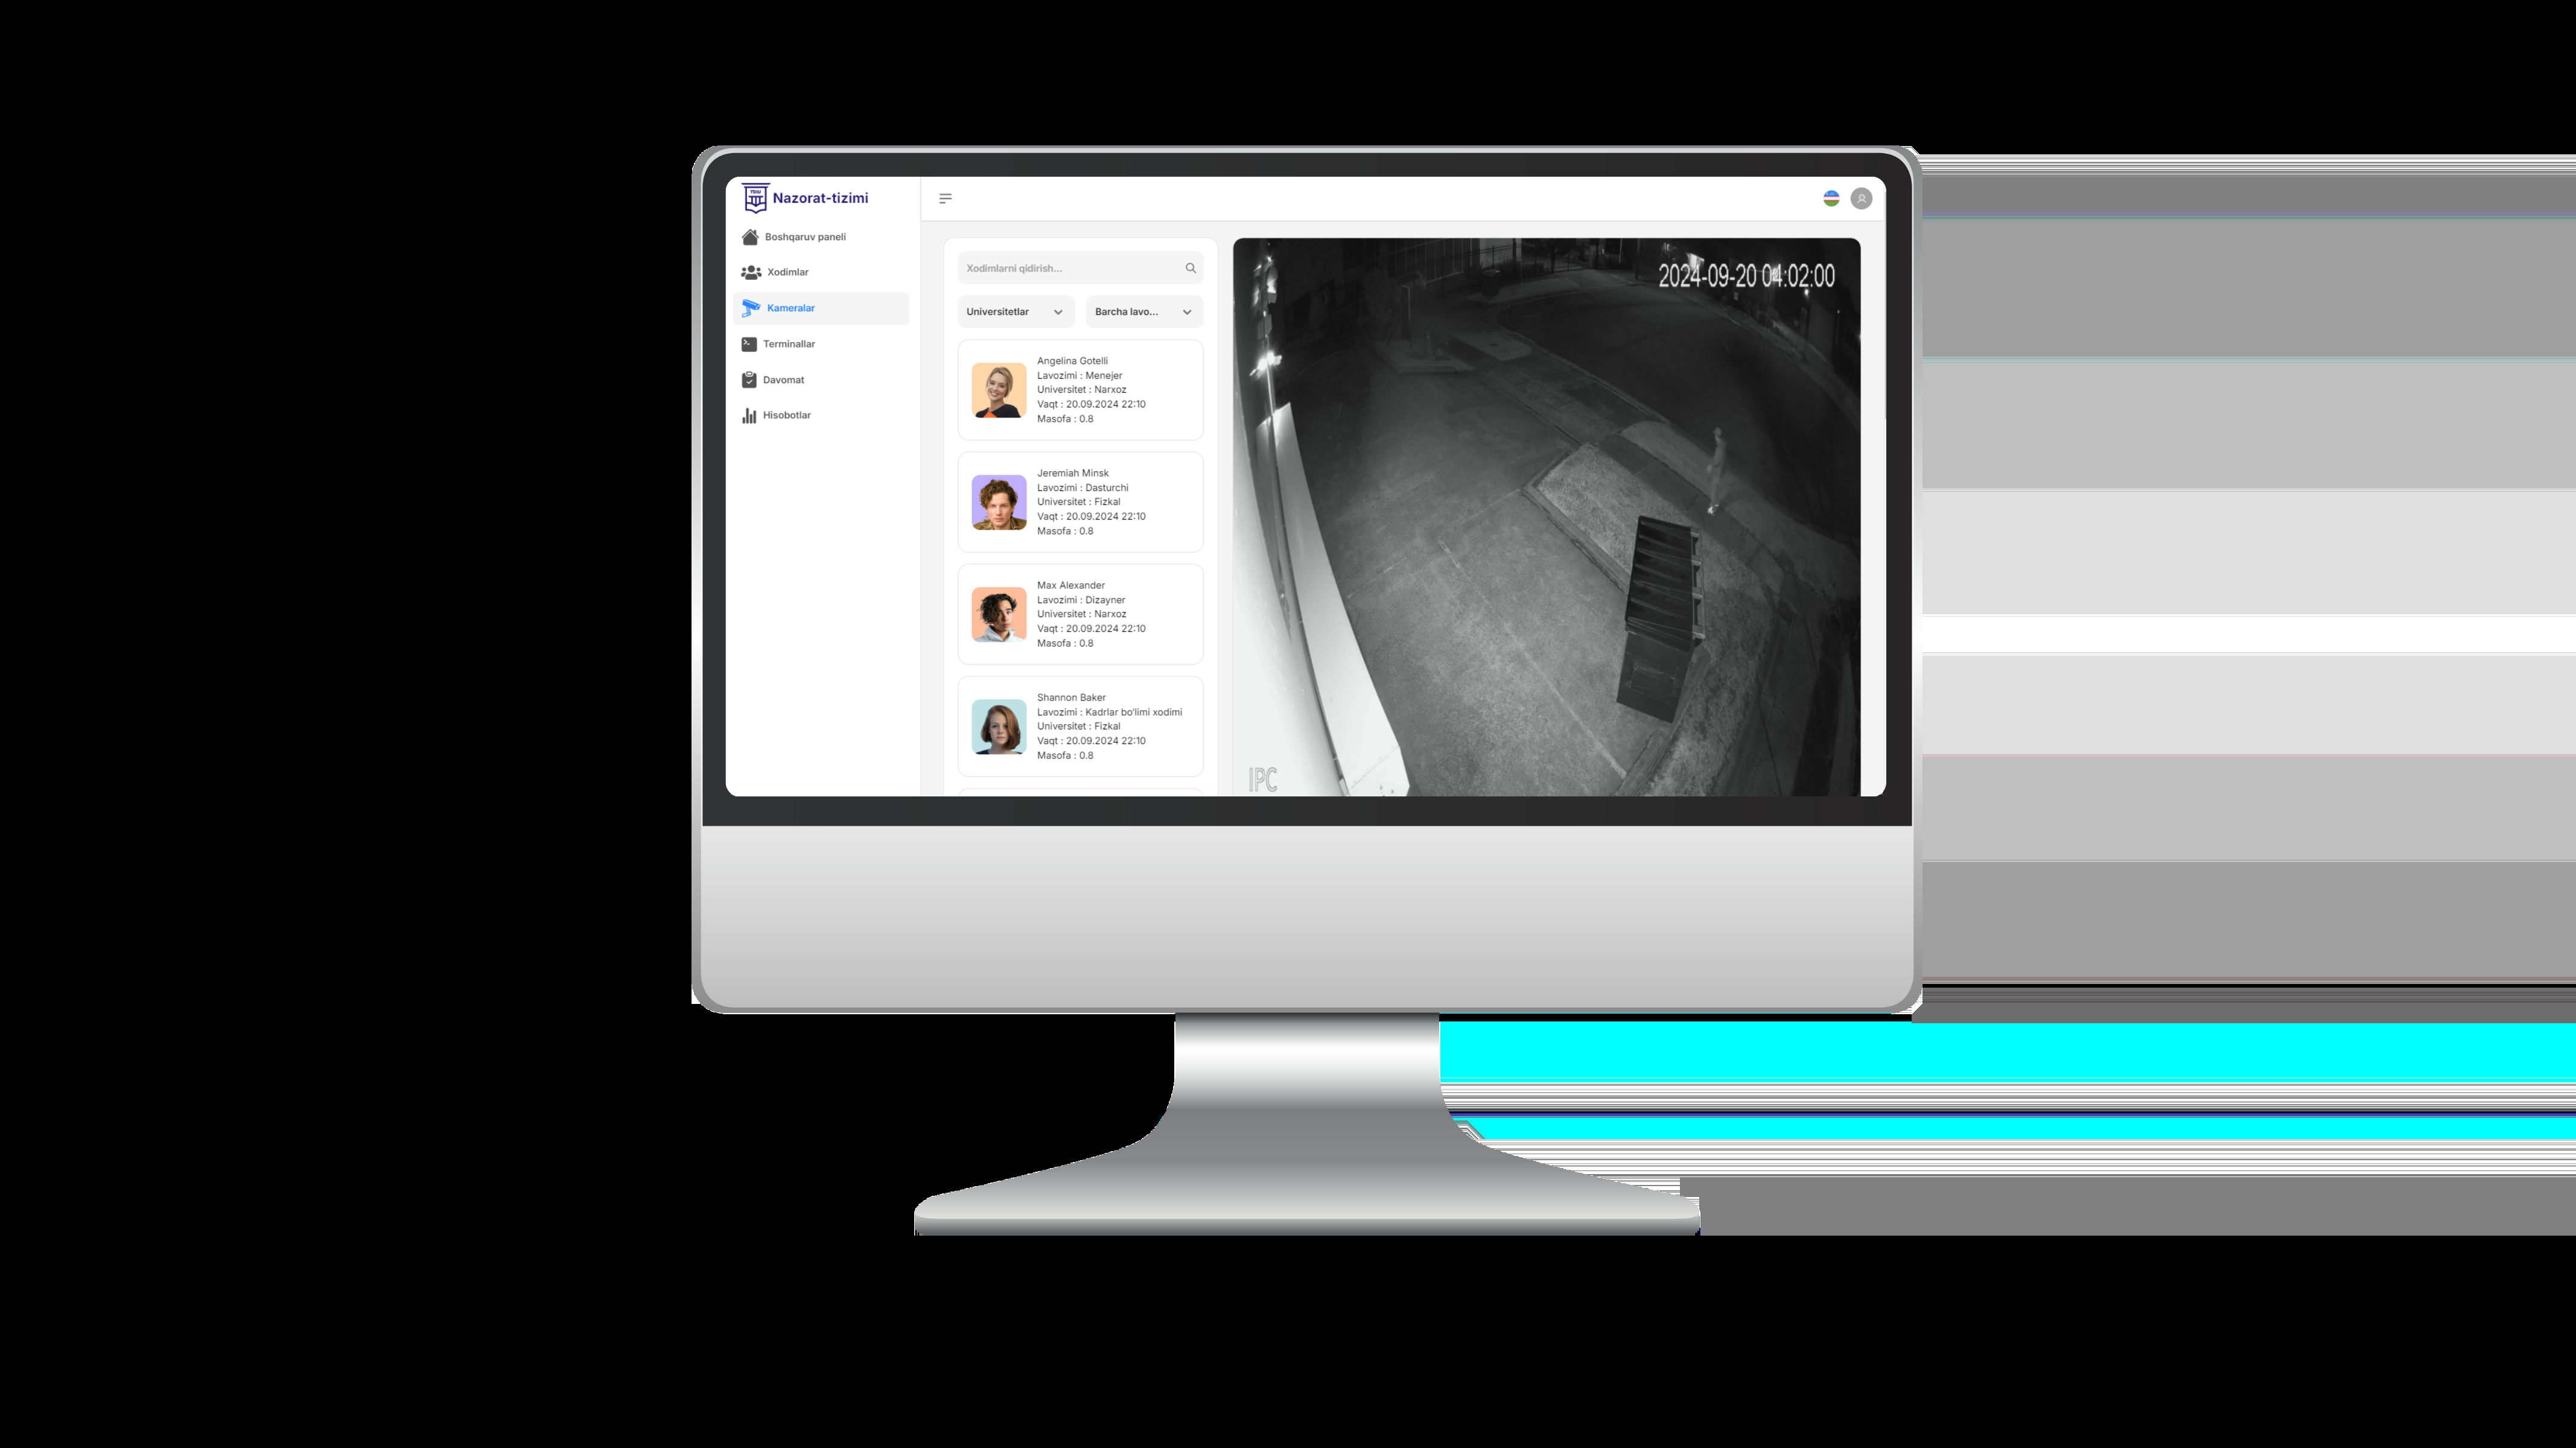 TSIU
Nazorat-tizimi
Boshqaruv paneli
Xodimlar
Kameralar
Terminallar
Davomat
Hisobotlar
Xodimlarni qidirish...
Universitetlar
Barcha lavo...
Angelina Gotelli
Lavozimi : Menejer
Universitet : Narxoz
Vaqt : 20.09.2024 22:10
Masofa : 0.8
Jeremiah Minsk
Lavozimi : Dasturchi
Universitet : Fizkal
Vaqt : 20.09.2024 22:10
Masofa : 0.8
Max Alexander
Lavozimi : Dizayner
Universitet : Narxoz
Vaqt : 20.09.2024 22:10
Masofa : 0.8
Shannon Baker
Lavozimi : Kadrlar bo'limi xodimi
Universitet : Fizkal
Vaqt : 20.09.2024 22:10
Masofa : 0.8
2024-09-20 04:02:00
IPC